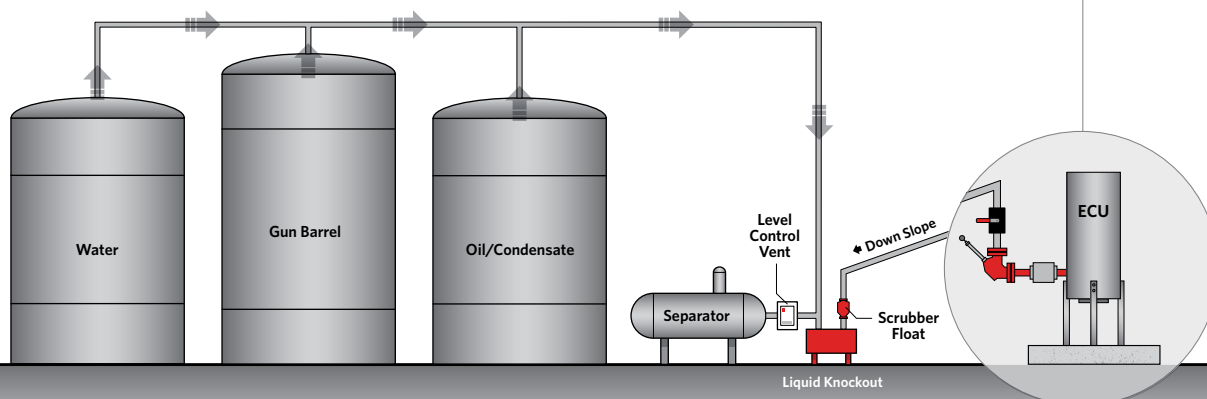 Water
Gun Barrel
Oil/Condensate
Separator
Level
Control
Vent
Down Slope
Scrubber
Float
ECU
Liquid Knockout